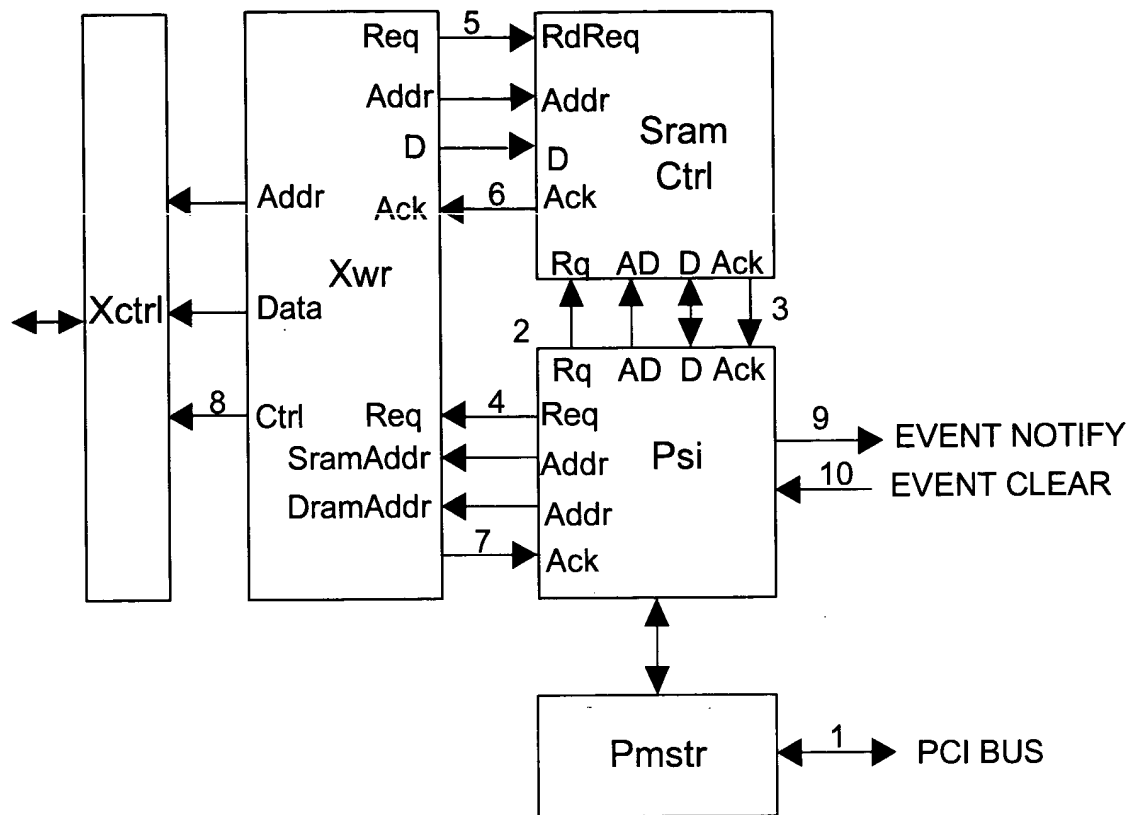 Req 5 RdReq
Addr Addr
D D
Sram
Ctrl
Addr Ack 6 Ack
Xwr
Rq AD D Ack
Xctrl Data
2 3
Rq AD D Ack
8 Ctrl Req 4 Req
9 EVENT NOTIFY
SramAddr Addr
Psi
10 EVENT CLEAR
DramAddr Addr
7 Ack
Pmstr 1 PCI BUS